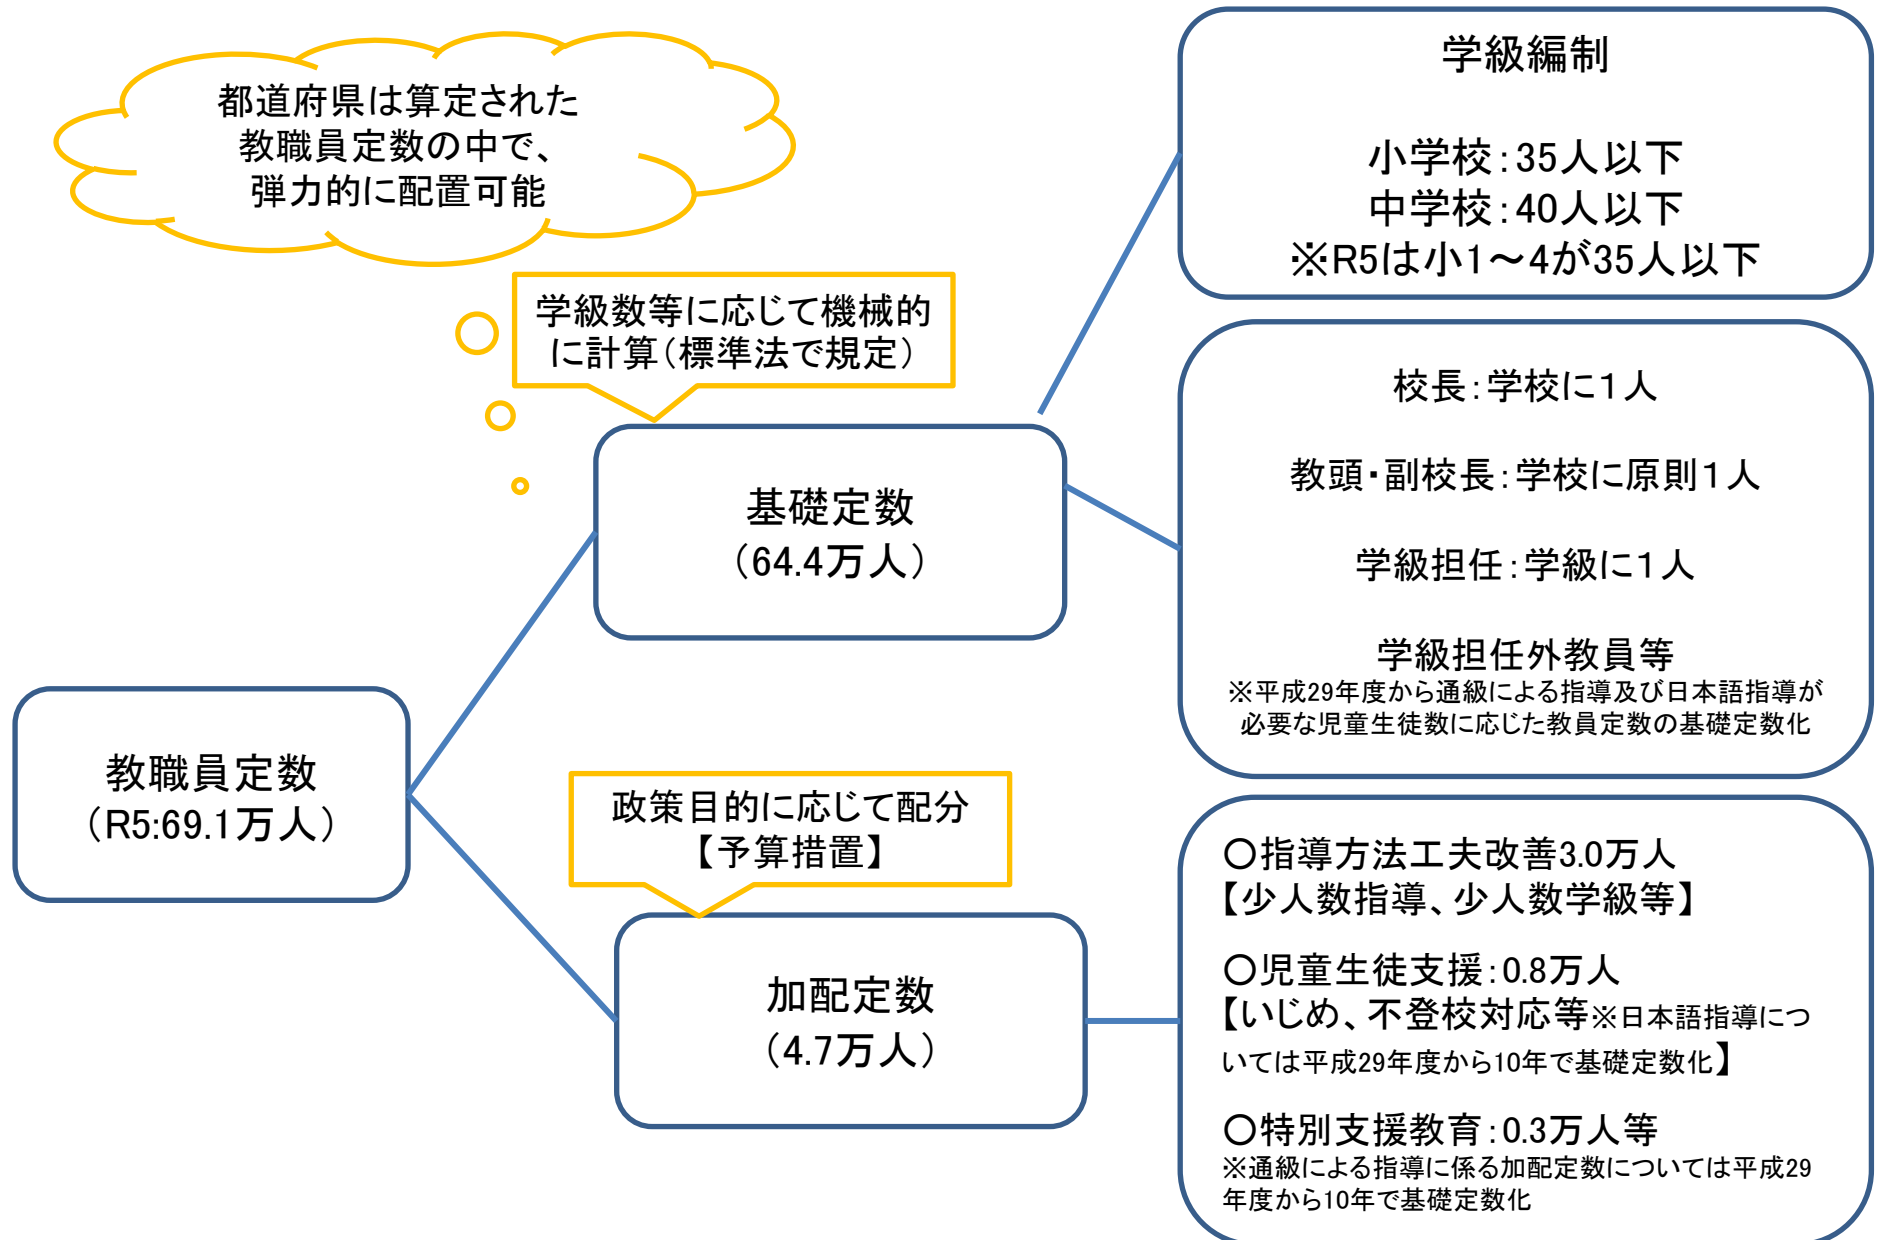 都道府県は算定された
教職員定数の中で、
弾力的に配置可能
学級数等に応じて機械的
に計算（標準法で規定）
基礎定数
（64.4万人）
教職員定数
（R5:69.1万人）
政策目的に応じて配分
【予算措置】
加配定数
（4.7万人）
学級編制
小学校：35人以下
中学校：40人以下
※R5は小1～4が35人以下
校長：学校に１人
教頭・副校長：学校に原則１人
学級担任：学級に１人
学級担任外教員等
※平成29年度から通級による指導及び日本語指導が
必要な児童生徒数に応じた教員定数の基礎定数化
○指導方法工夫改善3.0万人
【少人数指導、少人数学級等】
○児童生徒支援：0.8万人
【いじめ、不登校対応等※日本語指導につ
いては平成29年度から10年で基礎定数化】
○特別支援教育：0.3万人等
※通級による指導に係る加配定数については平成29
年度から10年で基礎定数化